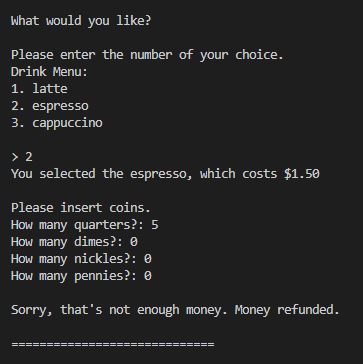 What would you like?
Please enter the number of your choice.
Drink Menu:
1. latte
2. espresso
3. cappuccino
> 2
You selected the espresso, which costs $1.50
Please insert coins.
How many quarters?: 5
How many dimes?: 0
How many nickles?: 0
How many pennies?: 0
Sorry, that's not enough money. Money refunded.
=============================